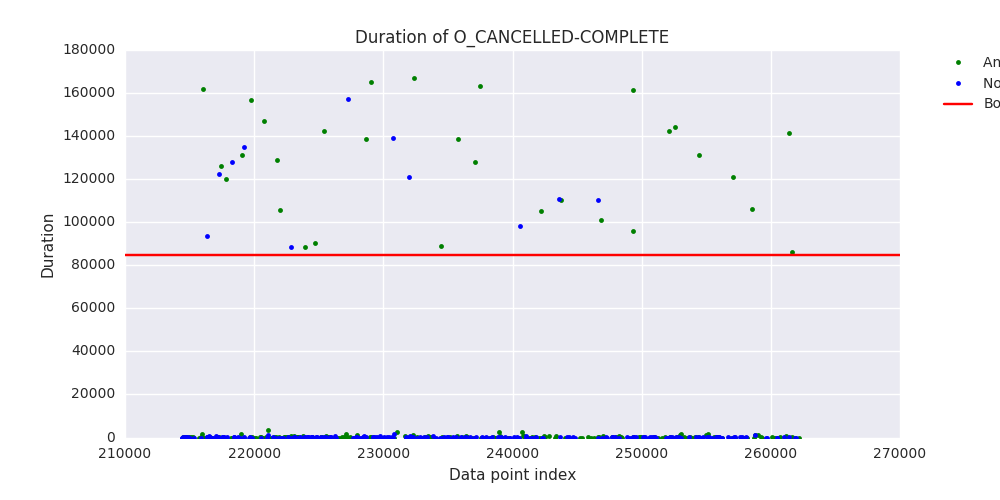 Duration of O_CANCELLED-COMPLETE
180000
160000
140000
120000
100000
80000
60000
40000
20000
0
Duration
210000 220000 230000 240000 250000 260000 270000
Data point index
An
No
Bo